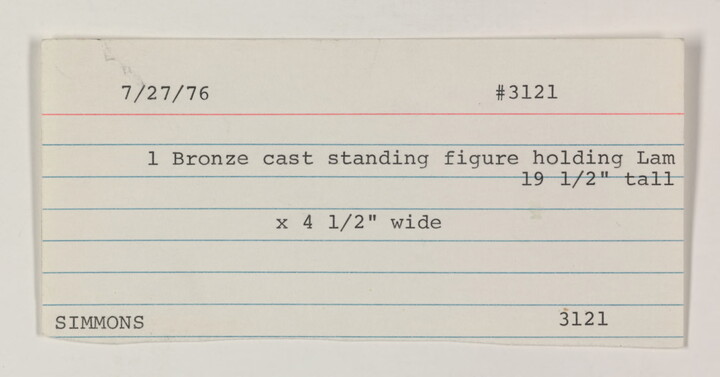 7/27/76 #3121
1 Bronze cast standing figure holding Lam
19 1/2" tall
x 4 1/2" wide
SIMMONS 3121